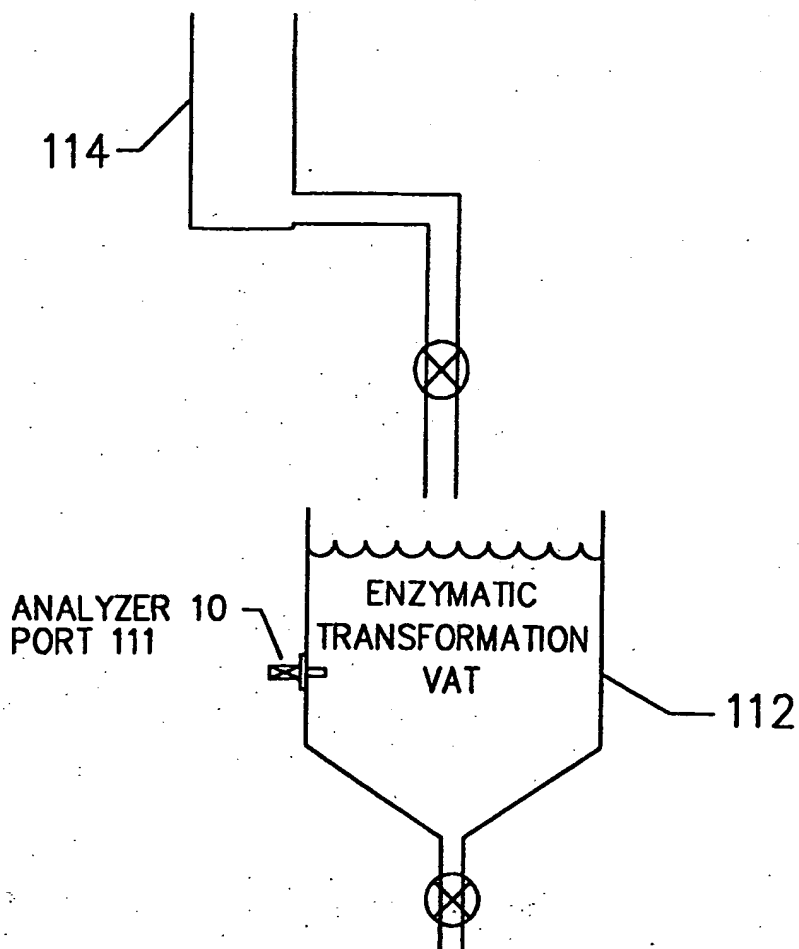 114
ENZYMATIC
TRANSFORMATION
VAT
ANALYZER 10
PORT 111
112